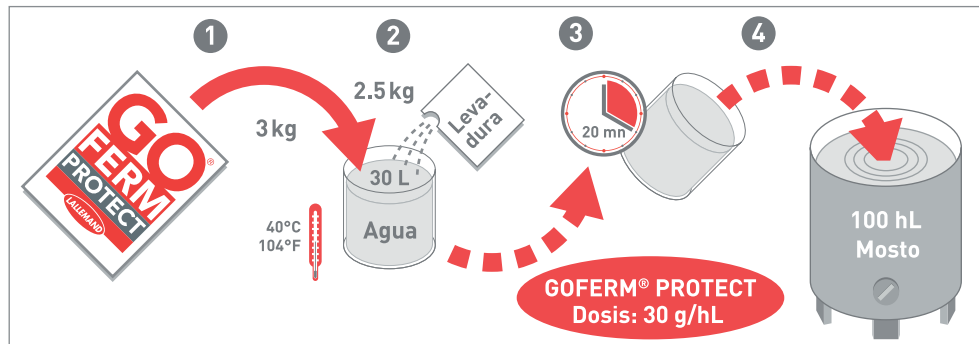 1
2
3
4
GO
FERM®
PROTECT
LALLEMAND
3 kg
2.5 kg
Leva-
dura
30 L
Agua
40°C
104°F
20 mn
100 hL
Mosto
GOFERM® PROTECT
Dosis: 30 g/hL